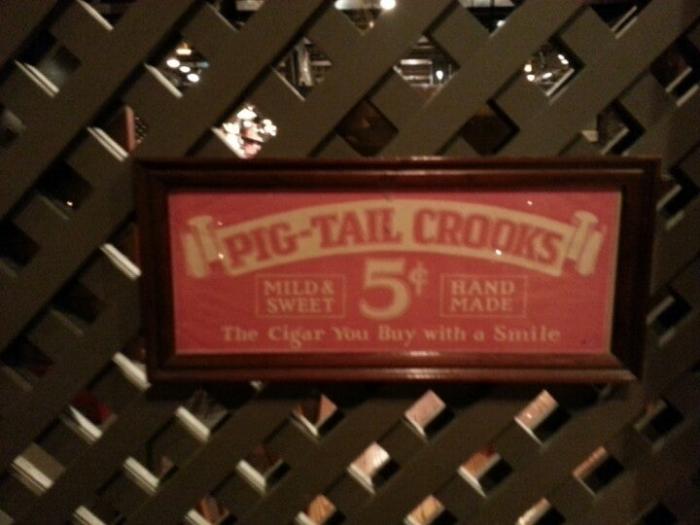 PIG-TAIL CROOKS
MILD & SWEET
5¢
HAND MADE
The Cigar You Buy with a Smile